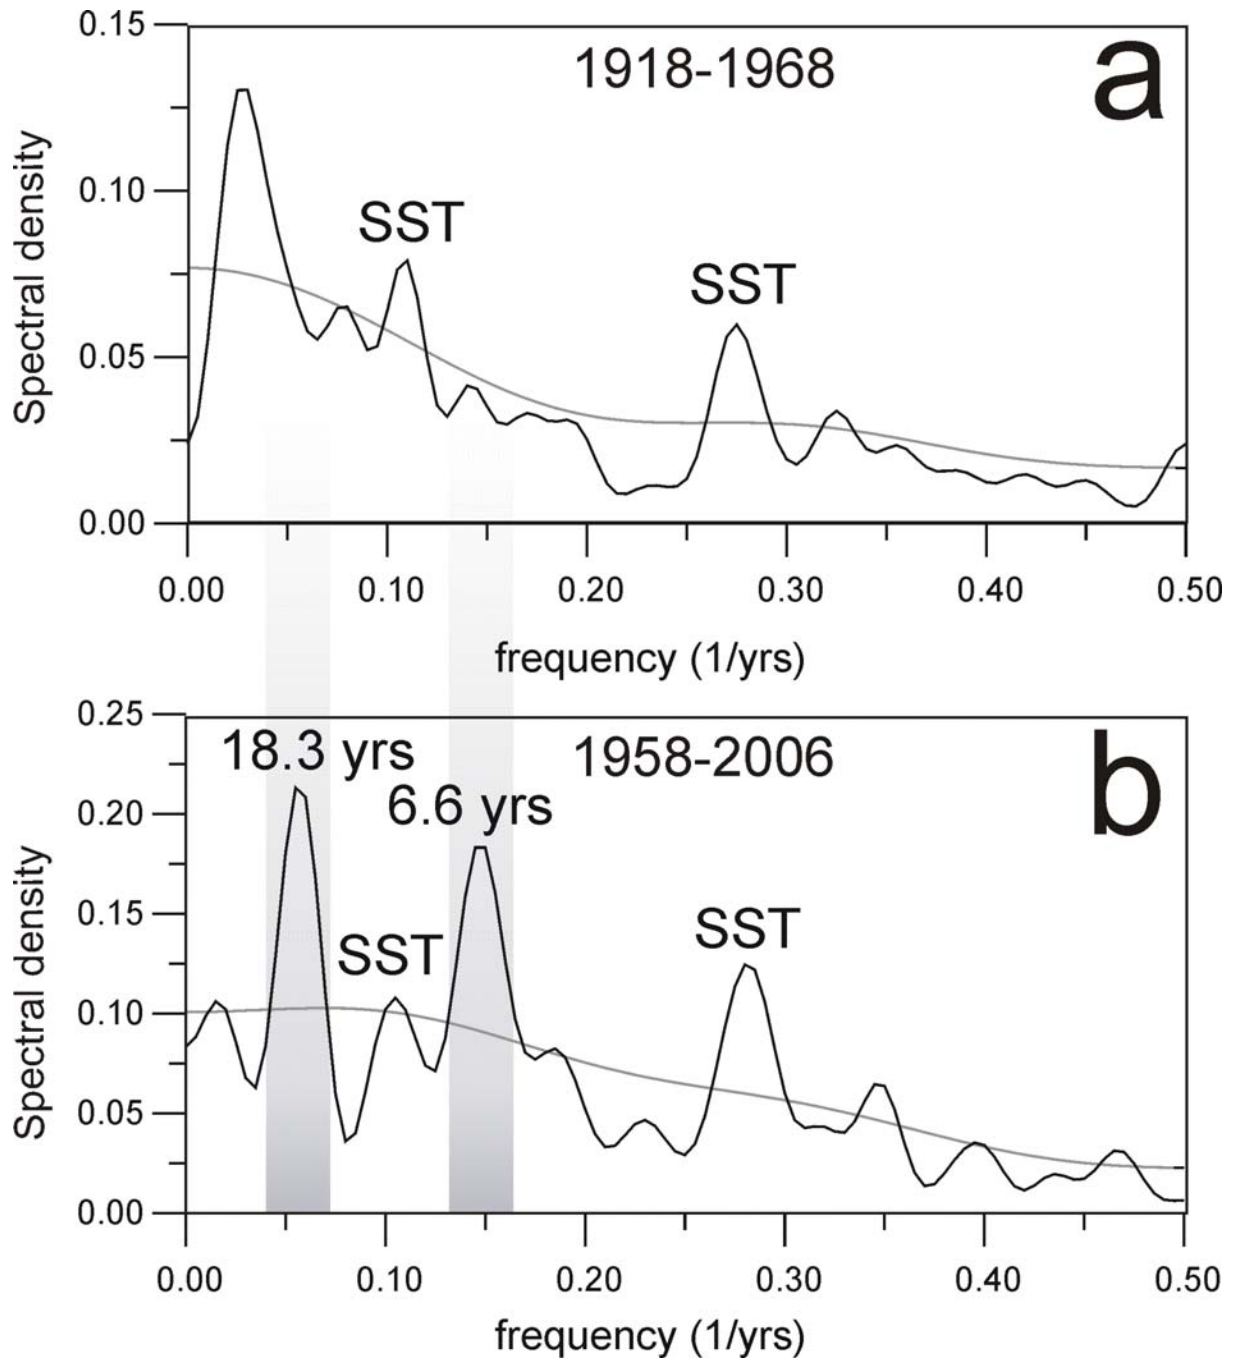 0.15
1918-1968
a
0.10
SST
SST
0.05
0.00
Spectral density
0.00 0.10 0.20 0.30 0.40 0.50
frequency (1/yrs)
0.25
18.3 yrs
1958-2006
b
0.20
6.6 yrs
0.15
SST
SST
0.10
0.05
0.00
Spectral density
0.00 0.10 0.20 0.30 0.40 0.50
frequency (1/yrs)